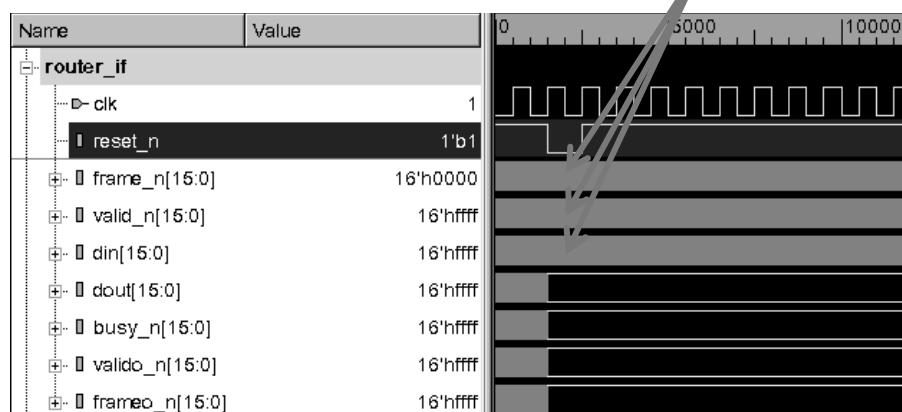 Name Value 0 5000 10000
router_if
clk 1
reset_n 1'b1
frame_n[15:0] 16'h0000
valid_n[15:0] 16'hffff
din[15:0] 16'hffff
dout[15:0] 16'hffff
busy_n[15:0] 16'hffff
valido_n[15:0] 16'hffff
frameo_n[15:0] 16'hffff